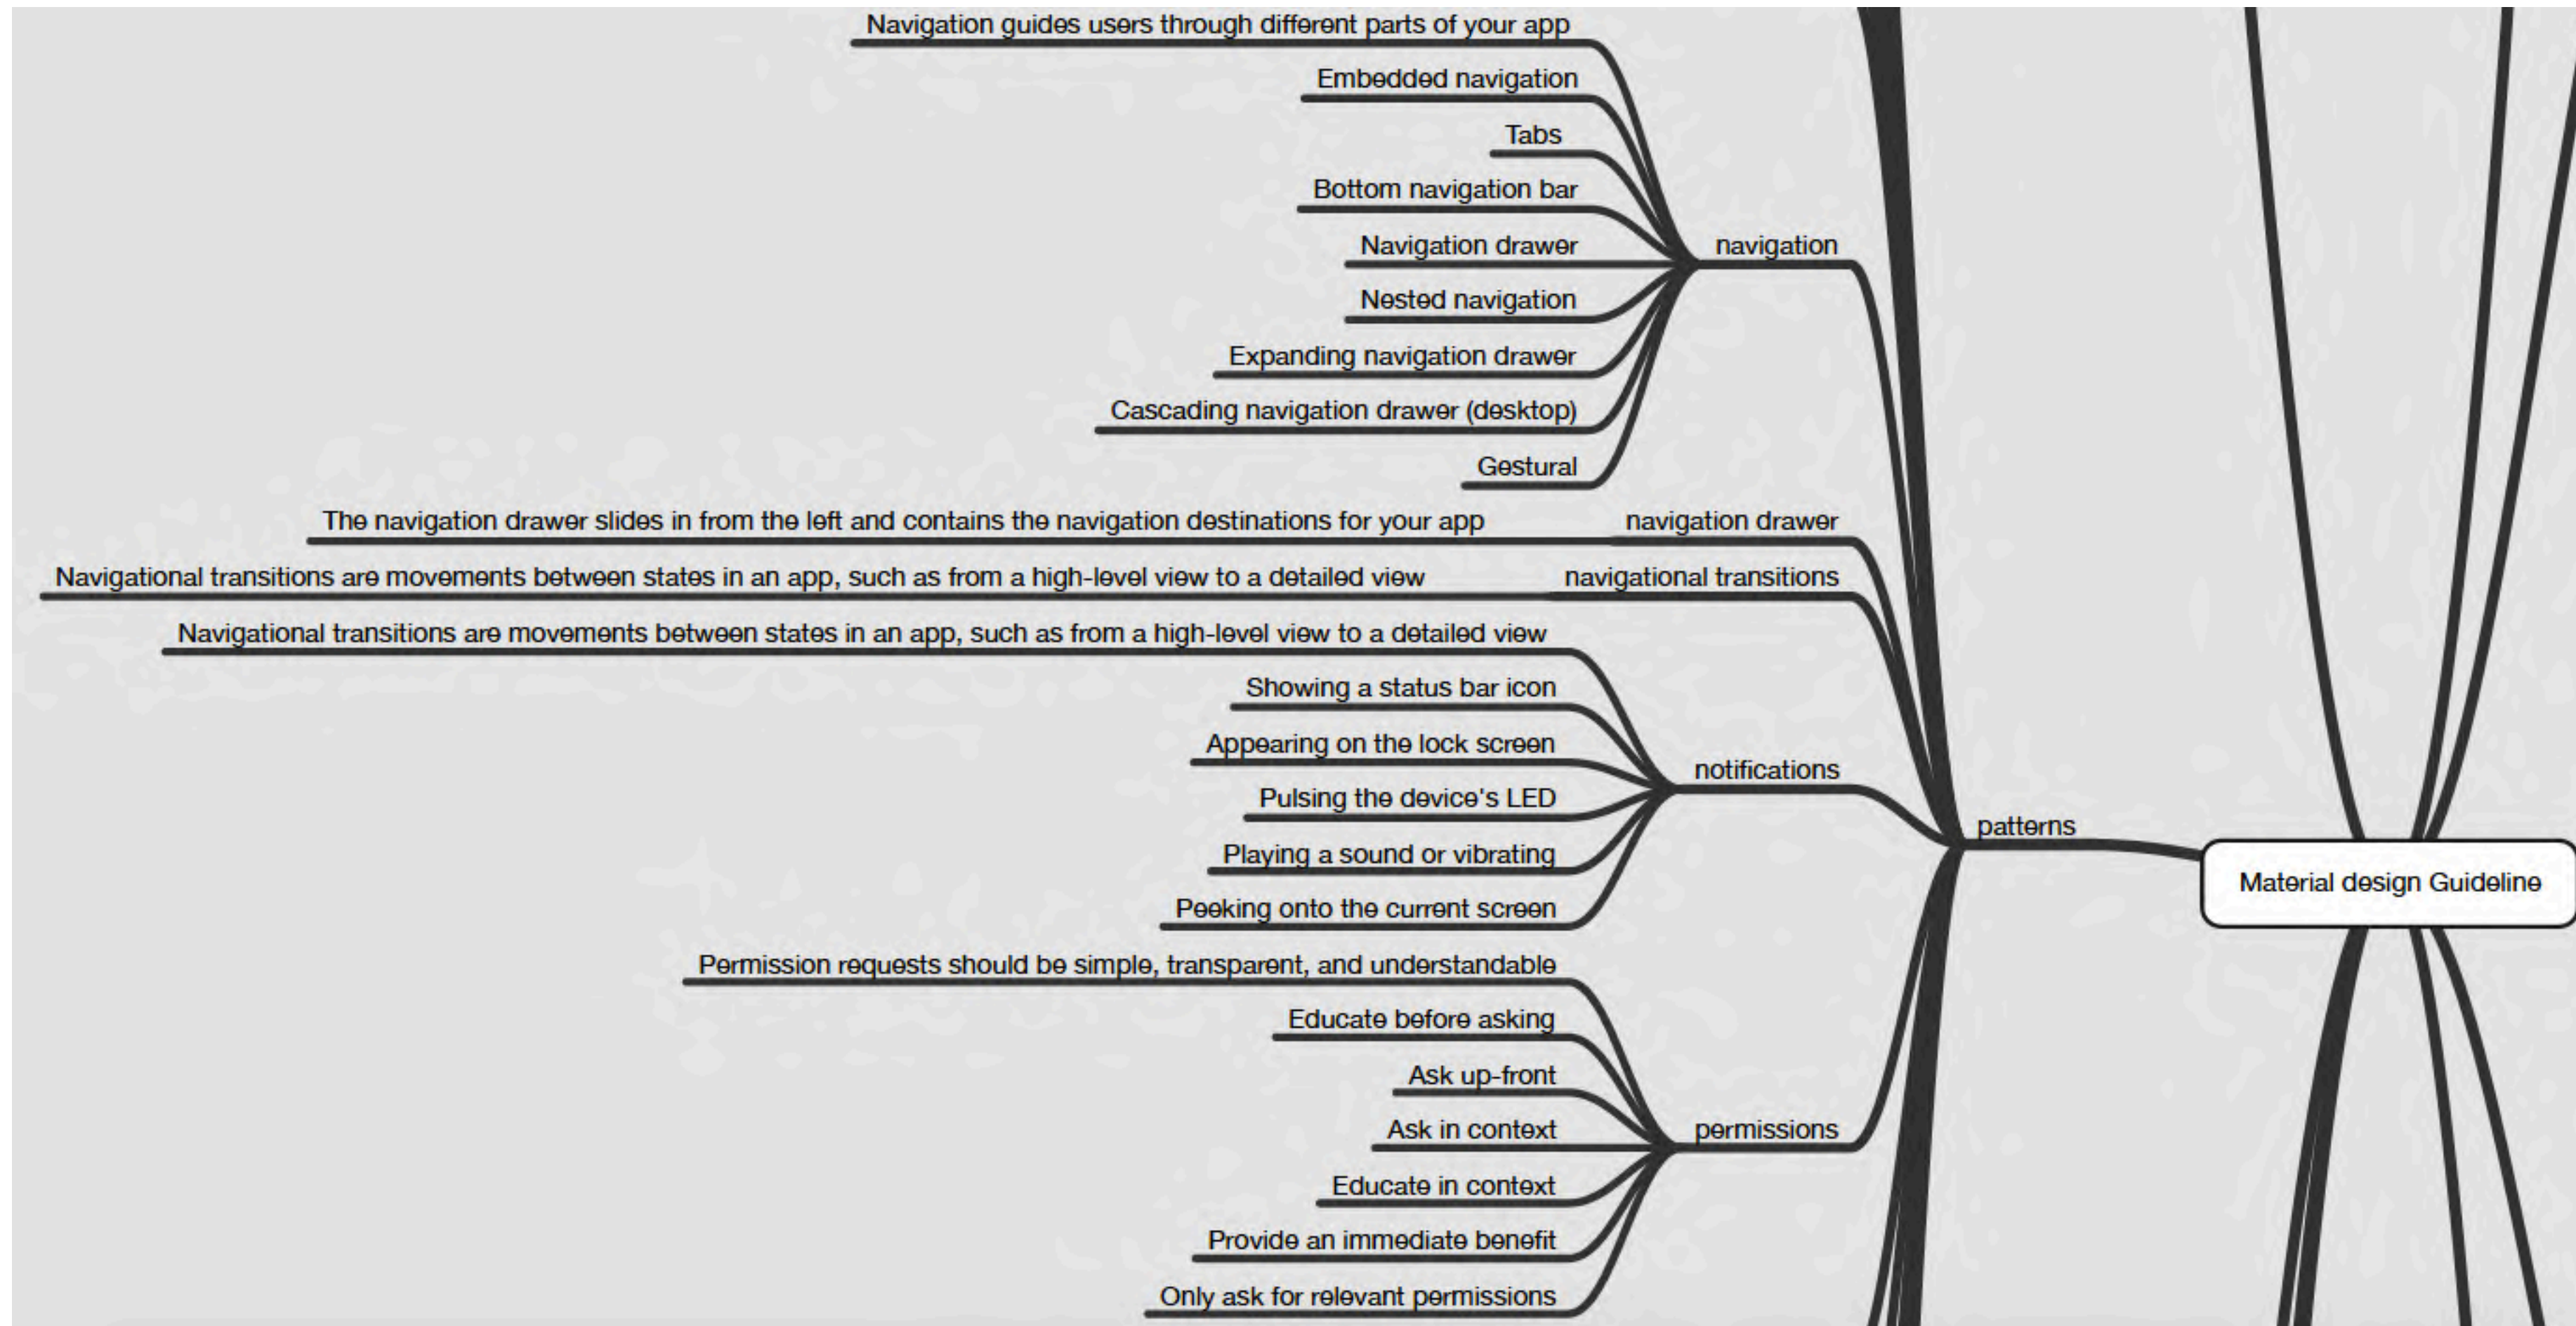 Navigation guides users through different parts of your app
Embedded navigation
Tabs
Bottom navigation bar
Navigation drawer
Nested navigation
Expanding navigation drawer
Cascading navigation drawer (desktop)
Gestural
navigation
The navigation drawer slides in from the left and contains the navigation destinations for your app
navigation drawer
Navigational transitions are movements between states in an app, such as from a high-level view to a detailed view
navigational transitions
Navigational transitions are movements between states in an app, such as from a high-level view to a detailed view
Showing a status bar icon
Appearing on the lock screen
Pulsing the device's LED
Playing a sound or vibrating
Peeking onto the current screen
notifications
Permission requests should be simple, transparent, and understandable
Educate before asking
Ask up-front
Ask in context
Educate in context
Provide an immediate benefit
Only ask for relevant permissions
permissions
patterns
Material design Guideline